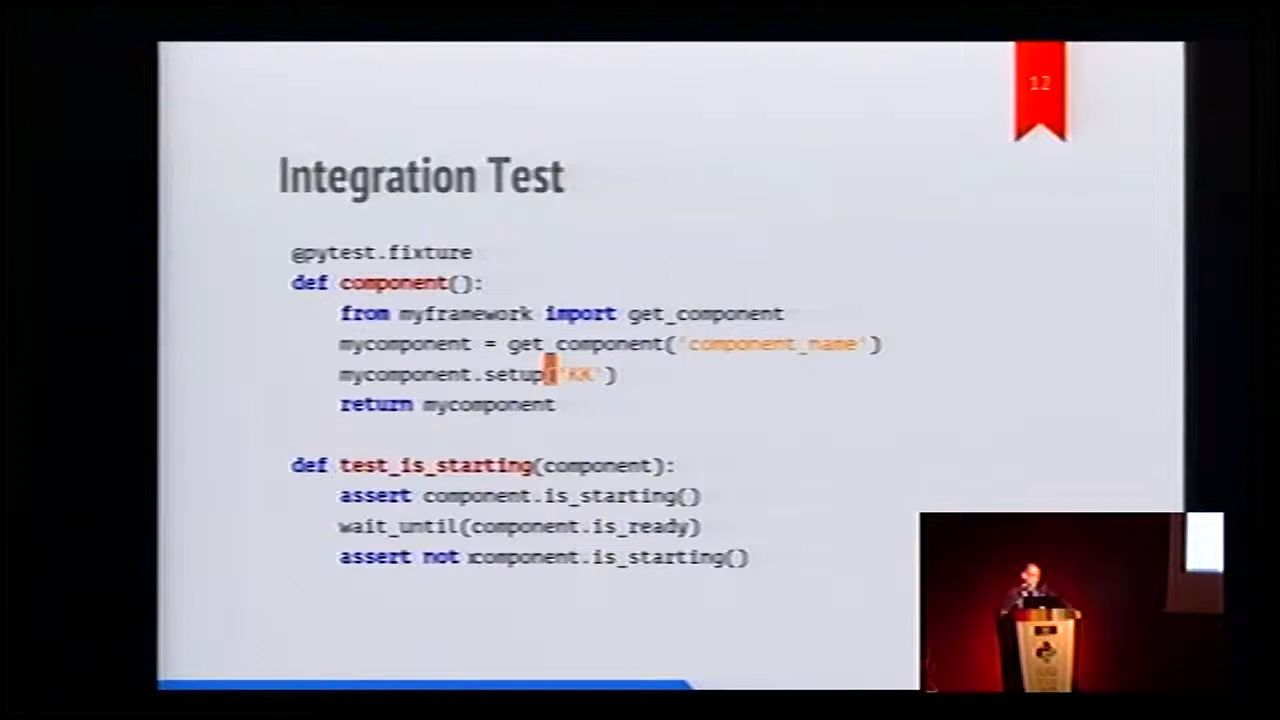 12
Integration Test
@pytest.fixture
def component():
from myframework import get_component
mycomponent = get_component('component_name')
mycomponent.setup('KK')
return mycomponent
def test_is_starting(component):
assert component.is_starting()
wait_until(component.is_ready)
assert not component.is_starting()